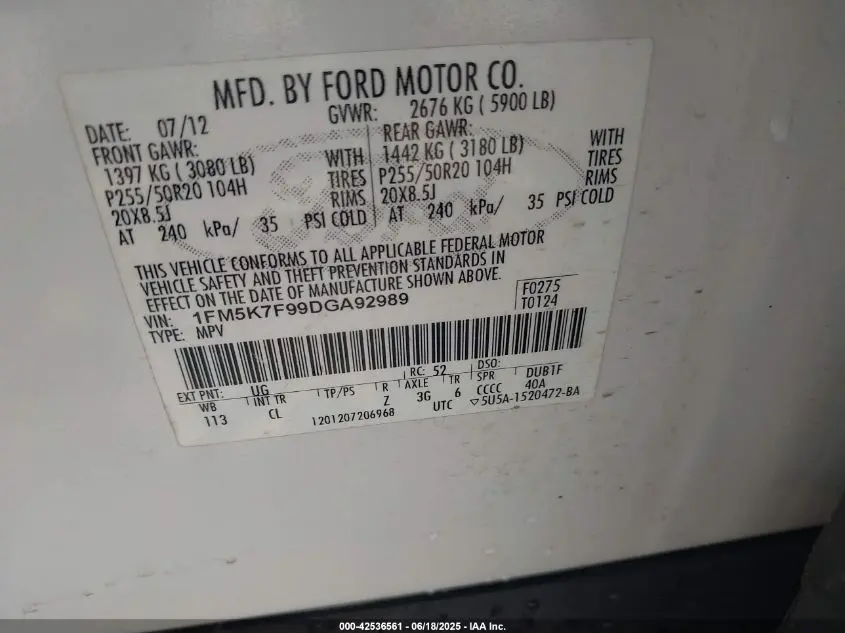 MFD. BY FORD MOTOR CO.
DATE: 07/12
GVWR: 2676 KG ( 5900 LB)
FRONT GAWR:
1397 KG ( 3080 LB) WITH
P255/50R20 104H TIRES
20X8.5J RIMS
AT 240 kPa/ 35 PSI COLD
REAR GAWR:
1442 KG ( 3180 LB) WITH
P255/50R20 104H TIRES
20X8.5J RIMS
AT 240 kPa/ 35 PSI COLD
THIS VEHICLE CONFORMS TO ALL APPLICABLE FEDERAL MOTOR
VEHICLE SAFETY AND THEFT PREVENTION STANDARDS IN
EFFECT ON THE DATE OF MANUFACTURE SHOWN ABOVE.
VIN: 1FM5K7F99DGA92989
TYPE: MPV
F0275
T0124
EXT PNT: UG RC: 52 DSO:
WB INT TR TP/PS R AXLE TR SPR DUB1F
113 CL Z 3G 6 CCCC 40A
1201207206968 UTC ▽5U5A-1520472-BA
000-42536561 - 06/18/2025 - IAA Inc.